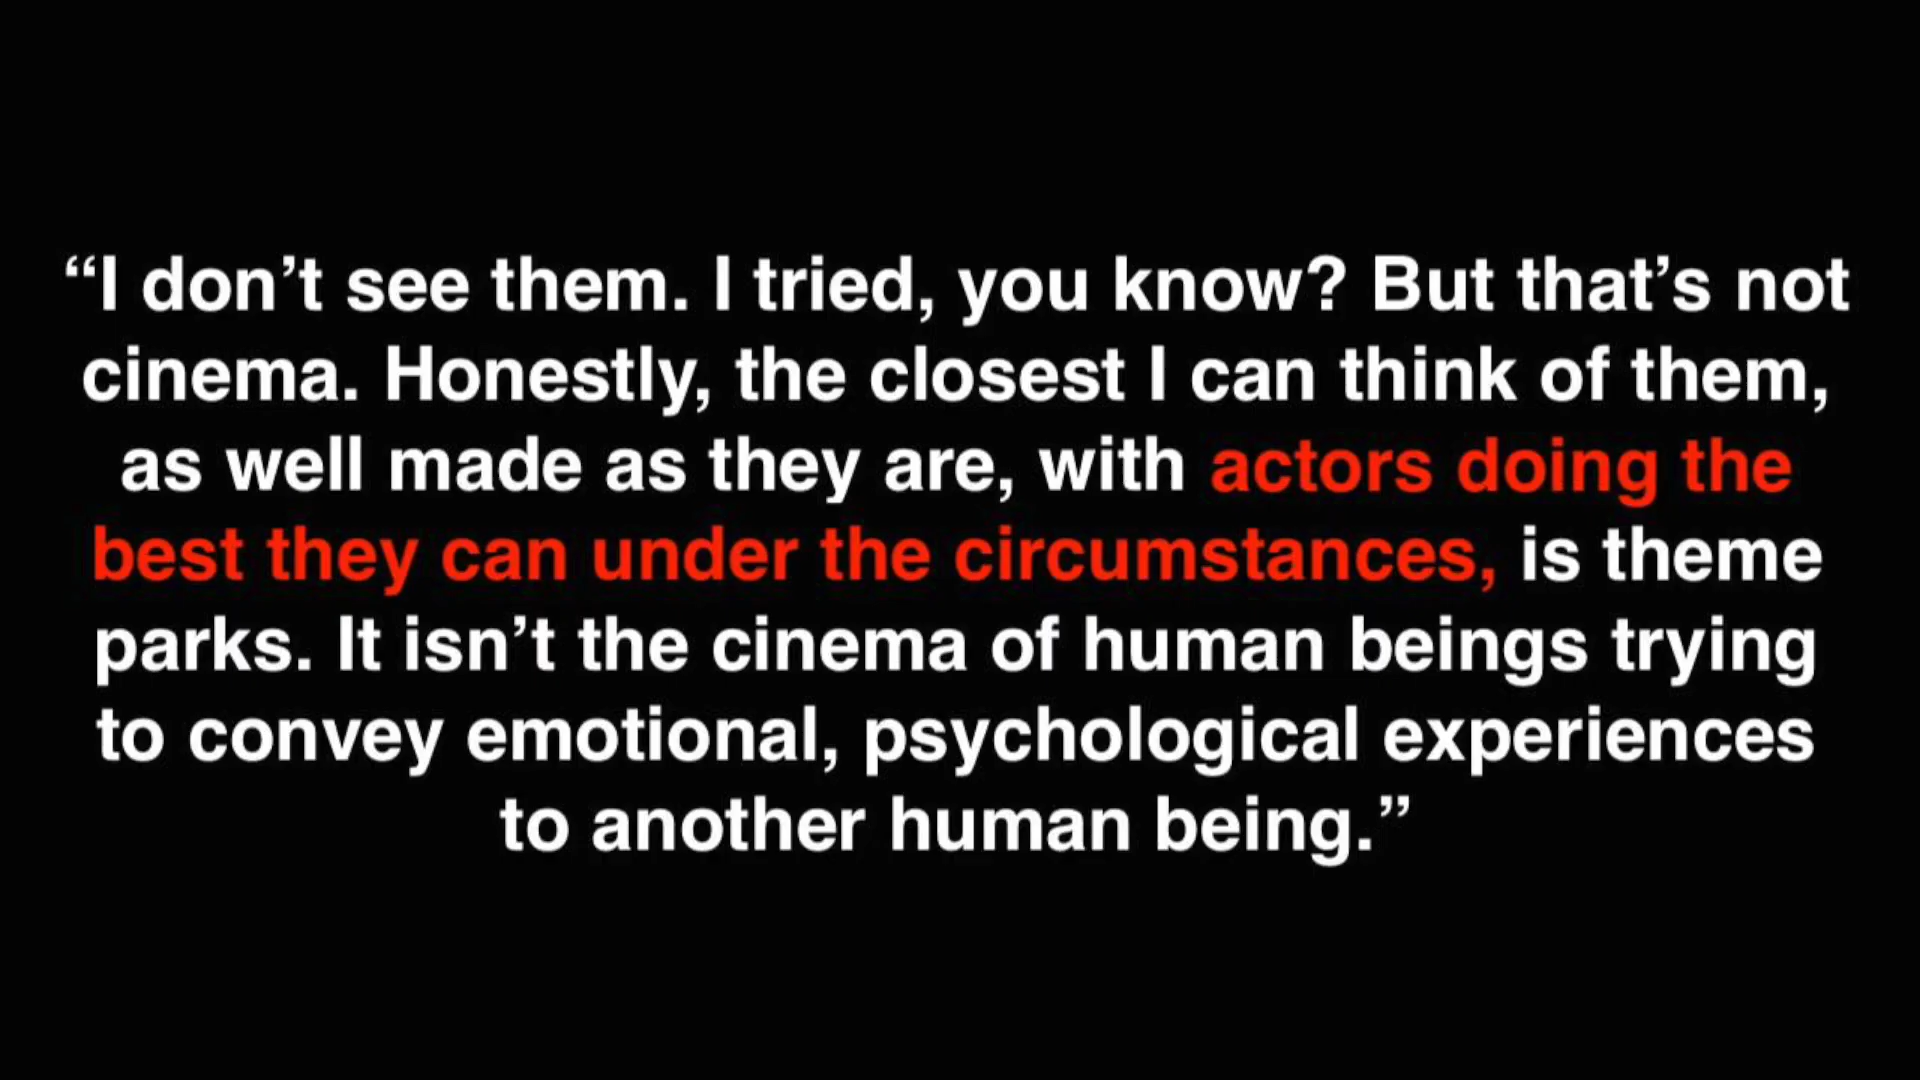 “I don’t see them. I tried, you know? But that’s not
cinema. Honestly, the closest I can think of them,
as well made as they are, with actors doing the
best they can under the circumstances, is theme
parks. It isn’t the cinema of human beings trying
to convey emotional, psychological experiences
to another human being.”